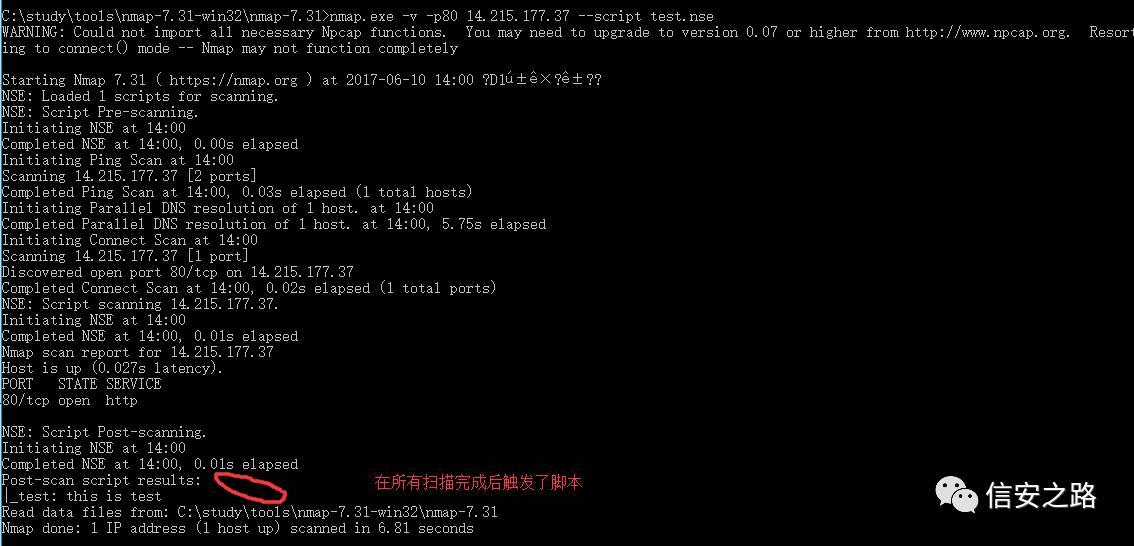 C:\study\tools\nmap-7.31-win32\nmap-7.31>nmap.exe -v -p80 14.215.177.37 --script test.nse
WARNING: Could not import all necessary Npcap functions.  You may need to upgrade to version 0.07 or higher from http://www.npcap.org.  Resort
ing to connect() mode -- Nmap may not function completely
Starting Nmap 7.31 ( https://nmap.org ) at 2017-06-10 14:00 ?D1ú±ê×?ê±??
NSE: Loaded 1 scripts for scanning.
NSE: Script Pre-scanning.
Initiating NSE at 14:00
Completed NSE at 14:00, 0.00s elapsed
Initiating Ping Scan at 14:00
Scanning 14.215.177.37 [2 ports]
Completed Ping Scan at 14:00, 0.03s elapsed (1 total hosts)
Initiating Parallel DNS resolution of 1 host. at 14:00
Completed Parallel DNS resolution of 1 host. at 14:00, 5.75s elapsed
Initiating Connect Scan at 14:00
Scanning 14.215.177.37 [1 port]
Discovered open port 80/tcp on 14.215.177.37
Completed Connect Scan at 14:00, 0.02s elapsed (1 total ports)
NSE: Script scanning 14.215.177.37.
Initiating NSE at 14:00
Completed NSE at 14:00, 0.01s elapsed
Nmap scan report for 14.215.177.37
Host is up (0.027s latency).
PORT   STATE SERVICE
80/tcp open  http
NSE: Script Post-scanning.
Initiating NSE at 14:00
Completed NSE at 14:00, 0.01s elapsed
Post-scan script results:
在所有扫描完成后触发了脚本
|_test: this is test
信安之路
Read data files from: C:\study\tools\nmap-7.31-win32\nmap-7.31
Nmap done: 1 IP address (1 host up) scanned in 6.81 seconds